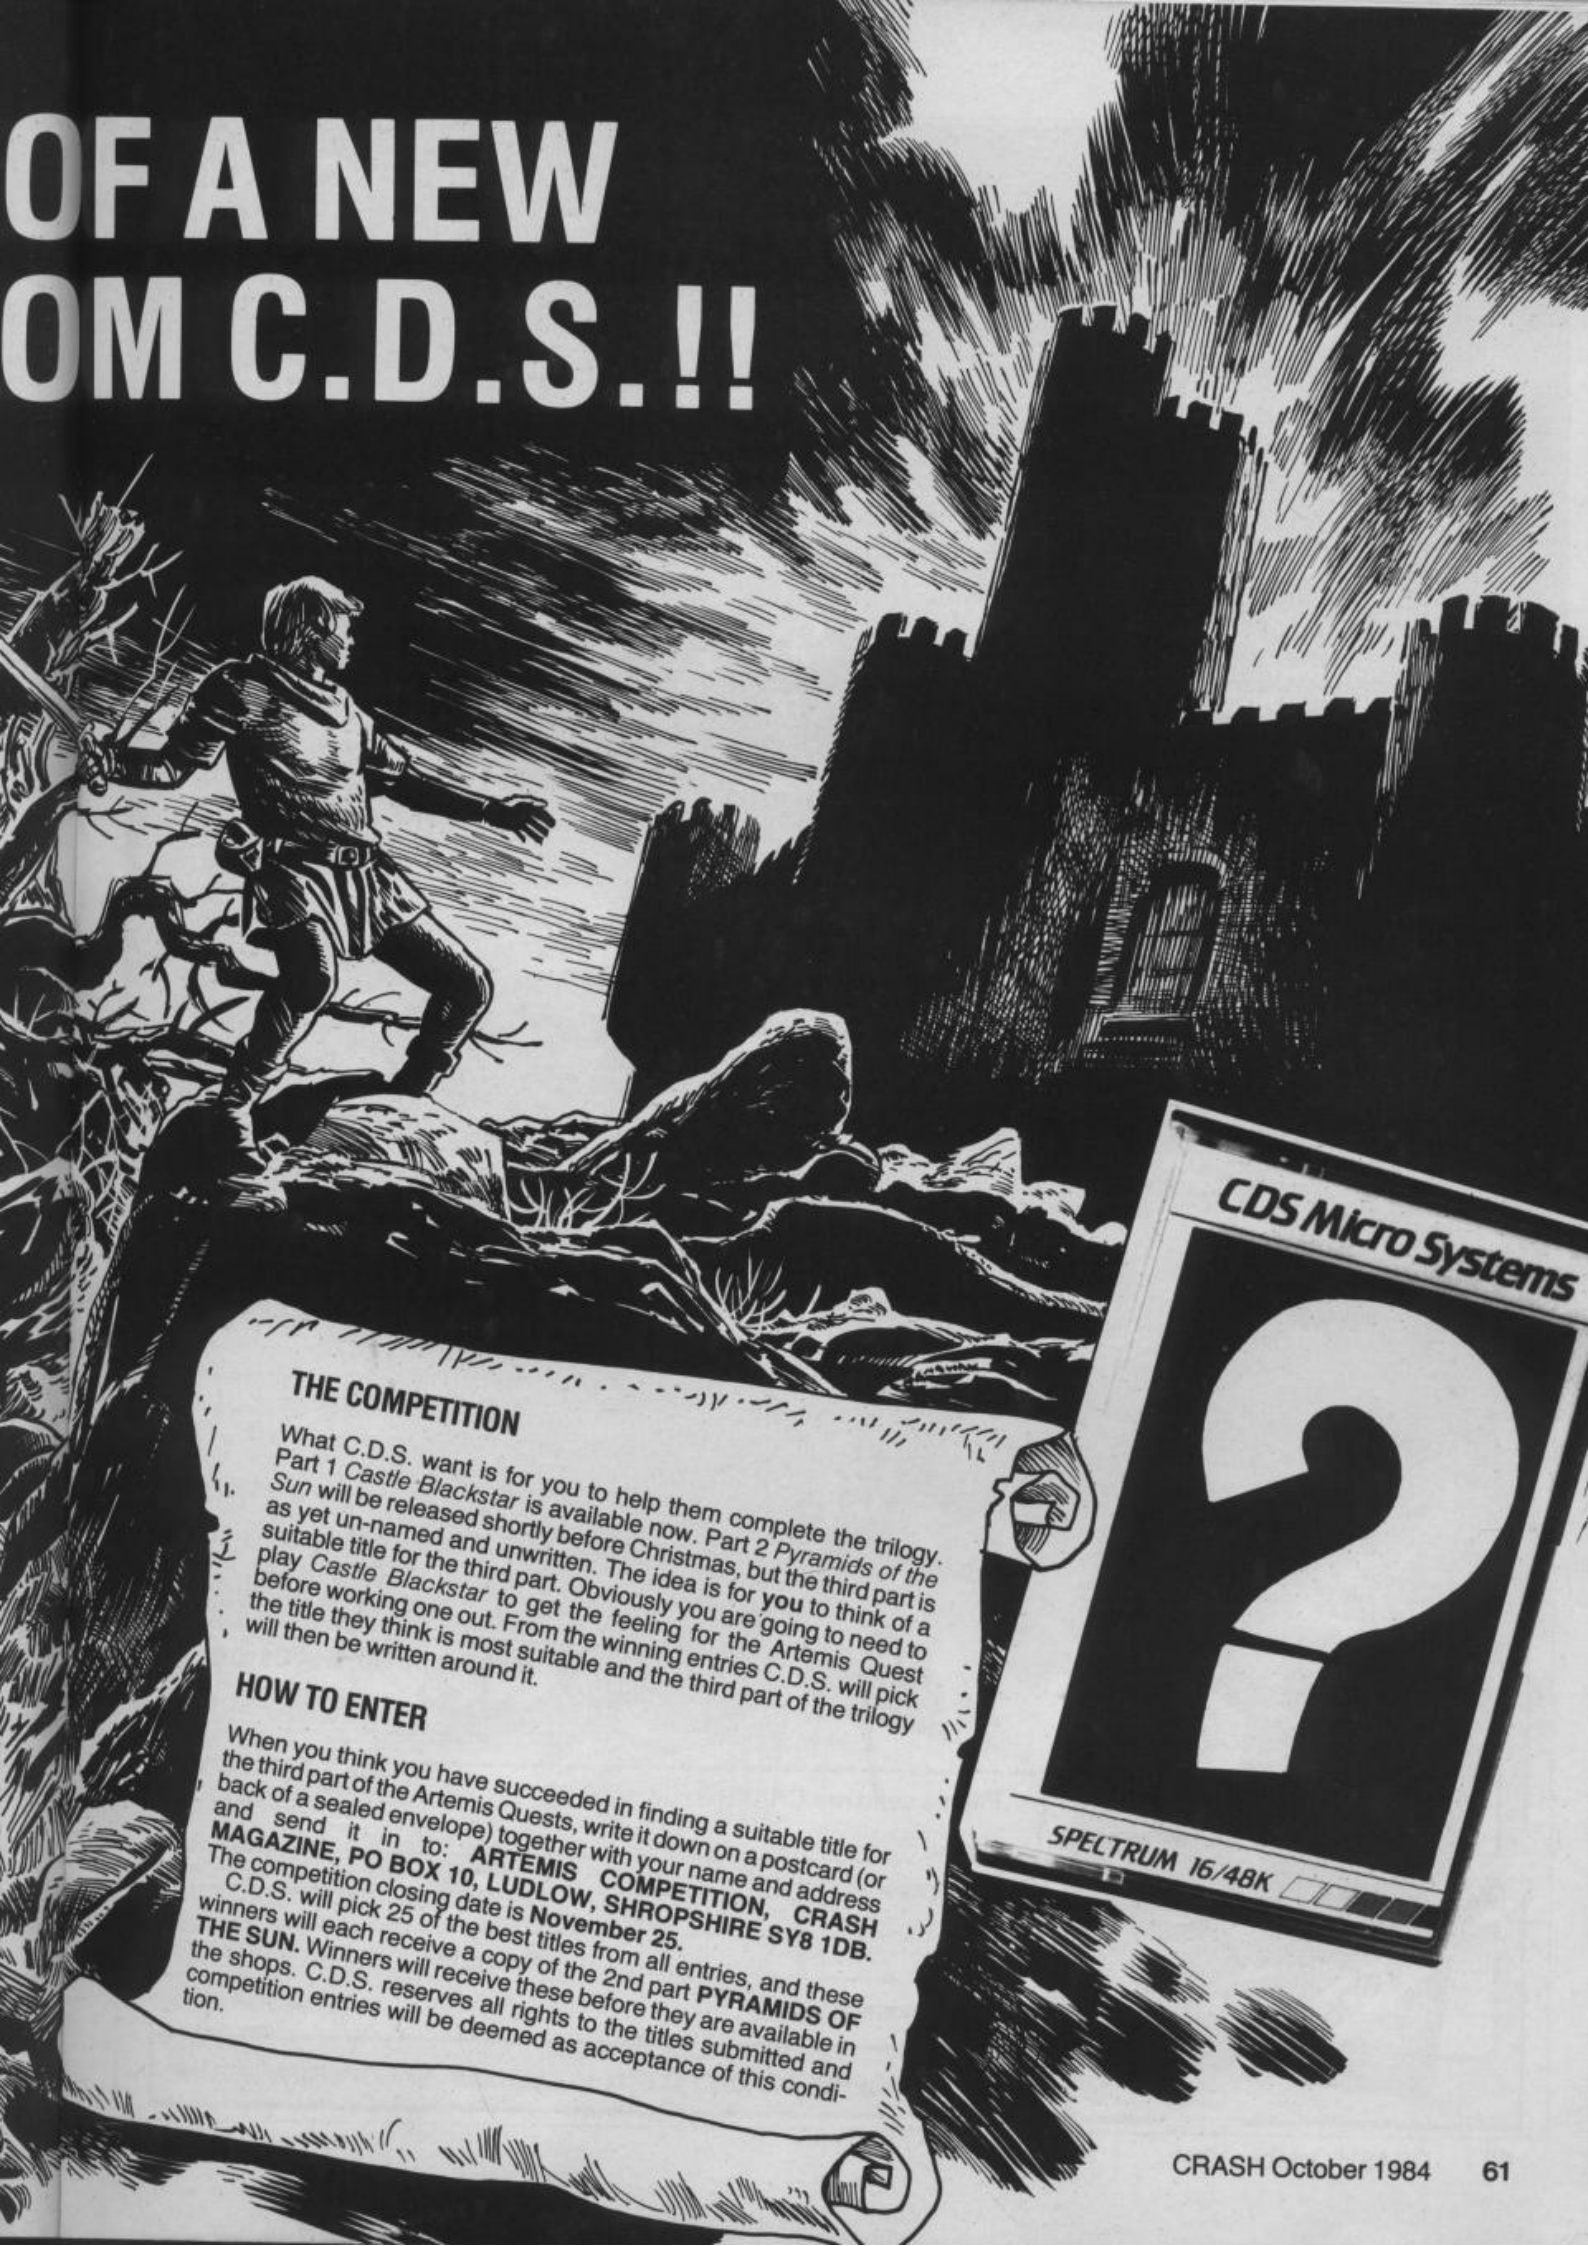 OF A NEW
OM C.D.S.!!
CDS Micro Systems
?
SPECTRUM 16/48K
THE COMPETITION
What C.D.S. want is for you to help them complete the trilogy.
Part 1 Castle Blackstar is available now. Part 2 Pyramids of the
Sun will be released shortly before Christmas, but the third part is
as yet un-named and unwritten. The idea is for you to think of a
suitable title for the third part. Obviously you are going to need to
play Castle Blackstar to get the feeling for the Artemis Quest
before working one out. From the winning entries C.D.S. will pick
the title they think is most suitable and the third part of the trilogy
will then be written around it.
HOW TO ENTER
When you think you have succeeded in finding a suitable title for
the third part of the Artemis Quests, write it down on a postcard (or
back of a sealed envelope) together with your name and address
and send it in to: ARTEMIS COMPETITION, CRASH
MAGAZINE, PO BOX 10, LUDLOW, SHROPSHIRE SY8 1DB.
The competition closing date is November 25.
C.D.S. will pick 25 of the best titles from all entries, and these
winners will each receive a copy of the 2nd part PYRAMIDS OF
THE SUN. Winners will receive these before they are available in
the shops. C.D.S. reserves all rights to the titles submitted and
competition entries will be deemed as acceptance of this condi-
tion.
CRASH October 1984 61